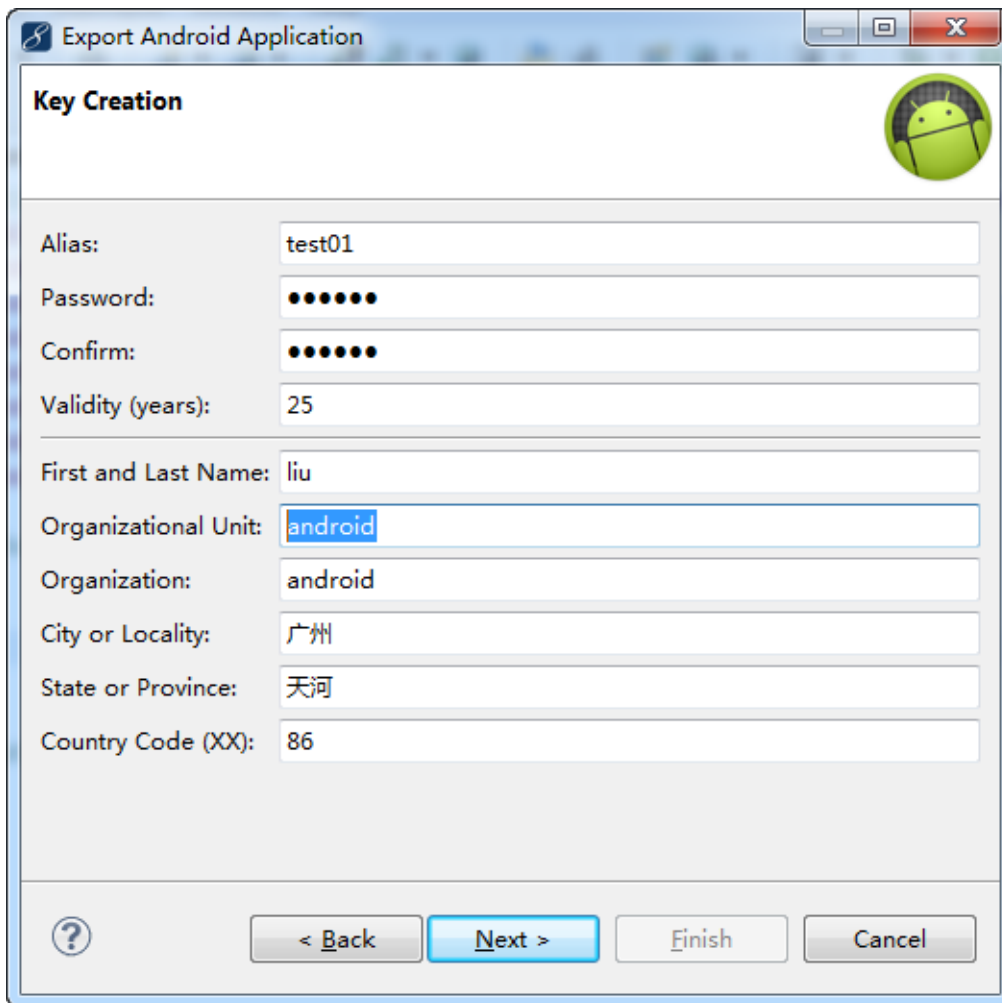 Export Android Application
Key Creation
Alias: test01
Password: ●●●●●●
Confirm: ●●●●●●
Validity (years): 25
First and Last Name: liu
Organizational Unit: android
Organization: android
City or Locality: 广州
State or Province: 天河
Country Code (XX): 86
? < Back Next > Finish Cancel